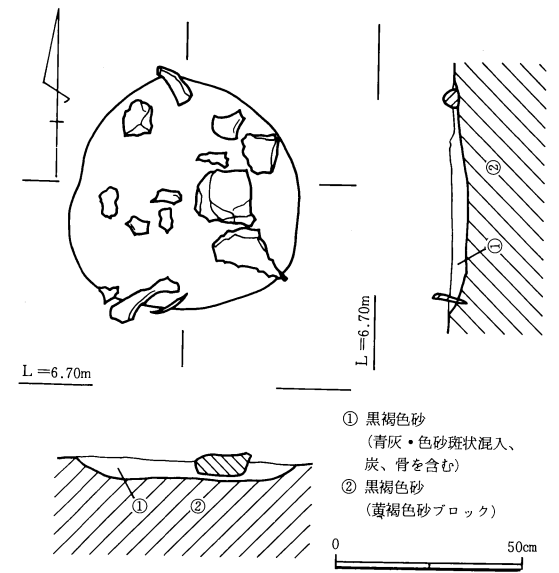 ②
①
L=6.70m
L=6.70m
① 黒褐色砂
(青灰・色砂斑状混入、
炭、骨を含む)
② 黒褐色砂
(黄褐色砂ブロック)
① ②
0 50cm